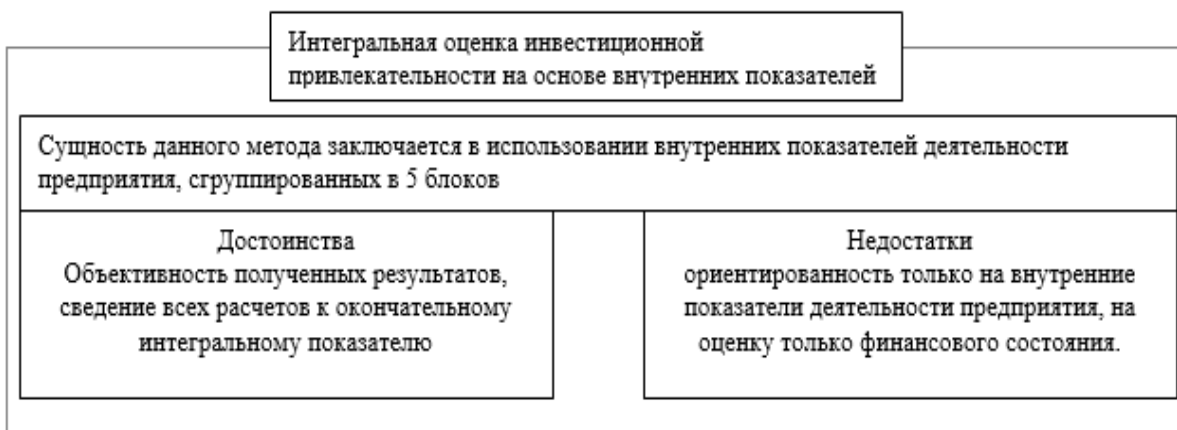 Интегральная оценка инвестиционной
привлекательности на основе внутренних показателей
Сущность данного метода заключается в использовании внутренних показателей деятельности
предприятия, сгруппированных в 5 блоков
Достоинства
Объективность полученных результатов,
сведение всех расчетов к окончательному
интегральному показателю
Недостатки
ориентированность только на внутренние
показатели деятельности предприятия, на
оценку только финансового состояния.